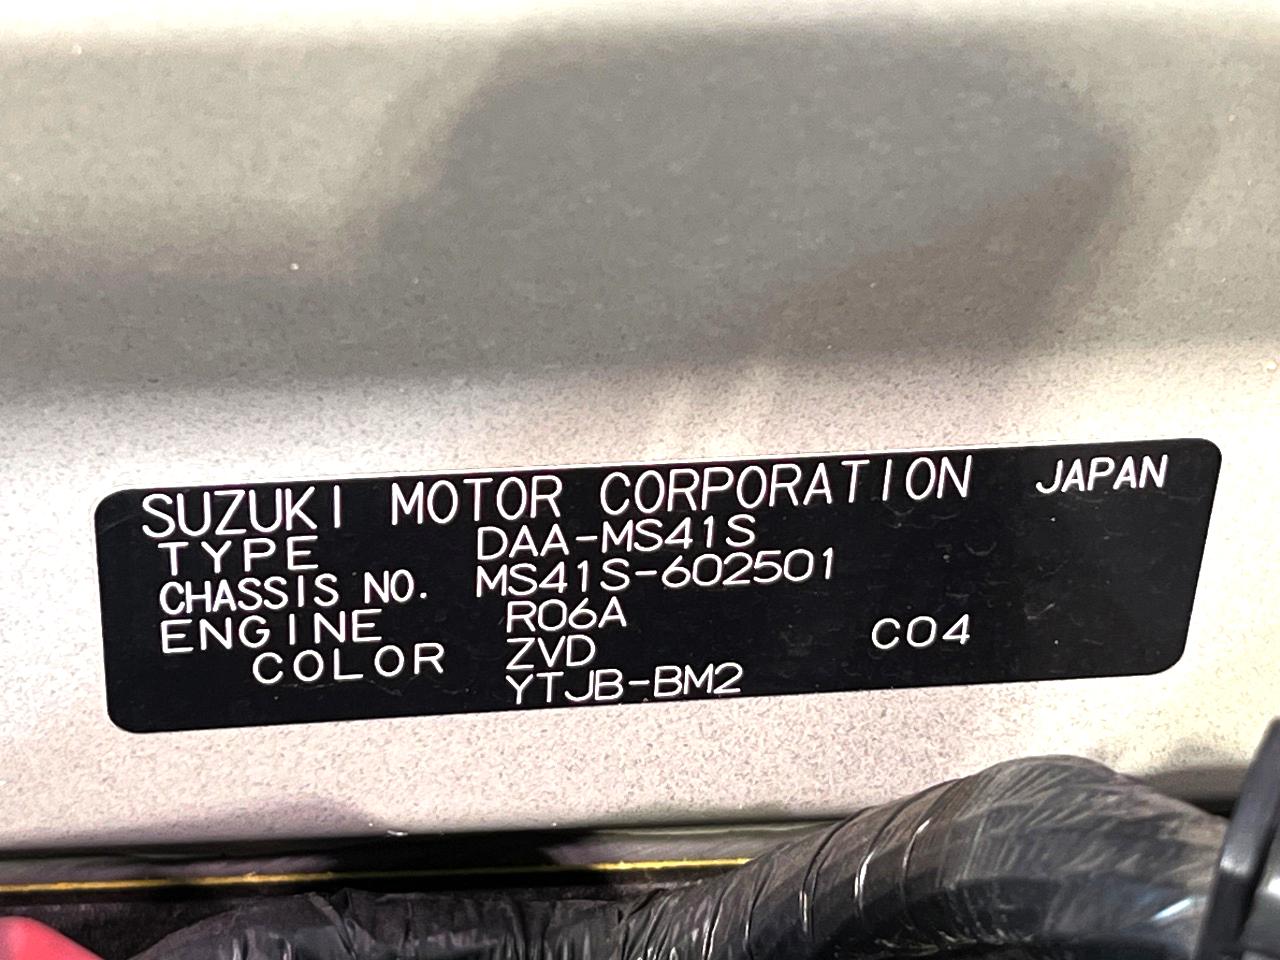 SUZUKI MOTOR CORPORATION JAPAN
TYPE DAA-MS41S
CHASSIS NO. MS41S-602501
ENGINE R06A
COLOR ZVD C04
YTJB-BM2